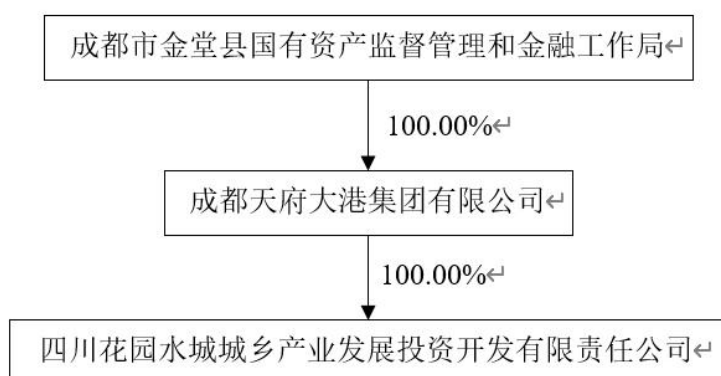 成都市金堂县国有资产监督管理和金融工作局↵
100.00%↵
成都天府大港集团有限公司↵
100.00%↵
四川花园水城城乡产业发展投资开发有限责任公司↵